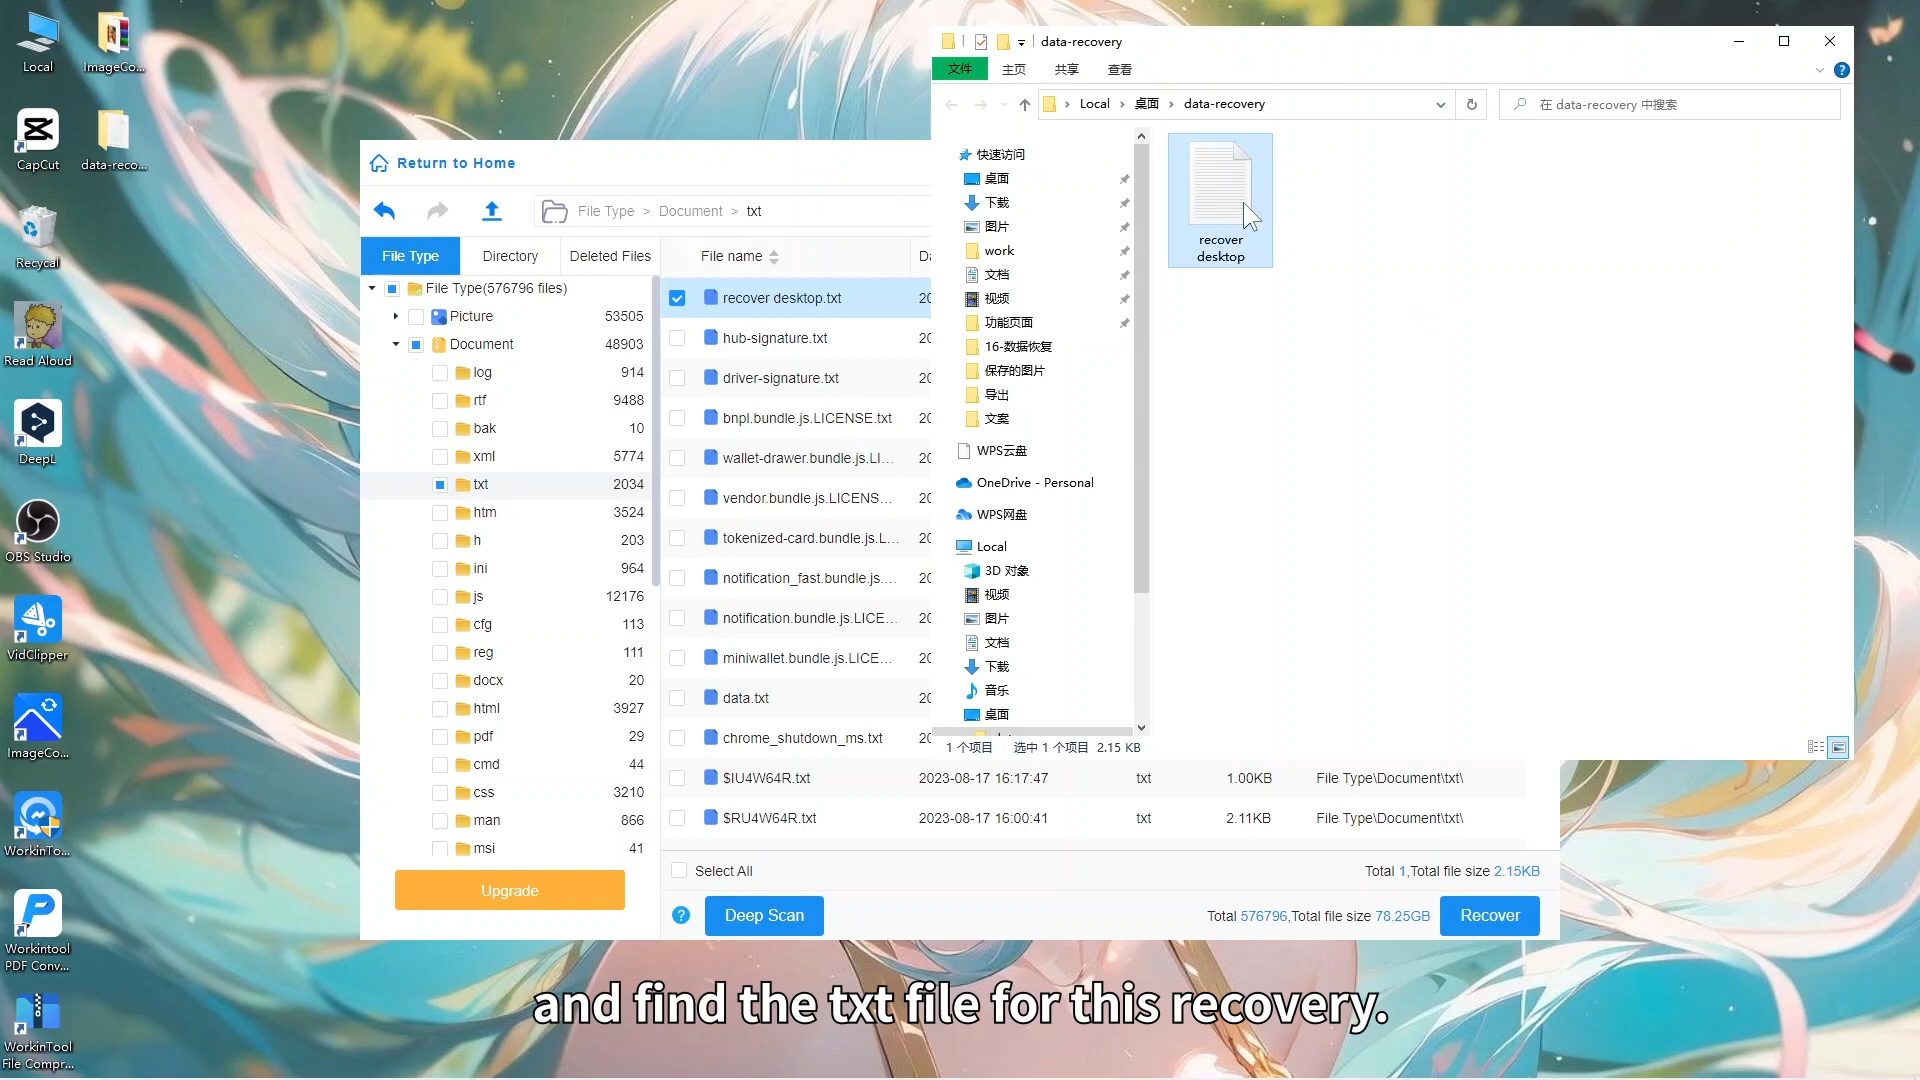 Local
ImageCo...
CapCut
data-reco...
Recycal
Read Aloud
DeepL
OBS Studio
VidClipper
ImageCo...
WorkinTo...
Workintool
PDF Conv...
WorkinTool
File Compr...
Return to Home
File Type > Document > txt
File Type
Directory
Deleted Files
File Type(576796 files)
Picture 53505
Document 48903
log 914
rtf 9488
bak 10
xml 5774
txt 2034
htm 3524
h 203
ini 964
js 12176
cfg 113
reg 111
docx 20
html 3927
pdf 29
cmd 44
css 3210
man 866
msi 41
Upgrade
File name
recover desktop.txt 20
hub-signature.txt 20
driver-signature.txt 20
bnpl.bundle.js.LICENSE.txt 20
wallet-drawer.bundle.js.LI... 20
vendor.bundle.js.LICENS... 20
tokenized-card.bundle.js.L... 20
notification_fast.bundle.js.... 20
notification.bundle.js.LICE... 20
miniwallet.bundle.js.LICE... 20
data.txt 20
chrome_shutdown_ms.txt 20
$IU4W64R.txt 2023-08-17 16:17:47 txt 1.00KB File Type\Document\txt\
$RU4W64R.txt 2023-08-17 16:00:41 txt 2.11KB File Type\Document\txt\
Select All
Total 1,Total file size 2.15KB
? Deep Scan
Total 576796,Total file size 78.25GB
Recover
data-recovery
文件 主页 共享 查看
?
Local › 桌面 › data-recovery
在 data-recovery 中搜索
快速访问
桌面
下载
图片
work
文档
视频
功能页面
16-数据恢复
保存的图片
导出
文案
WPS云盘
OneDrive - Personal
WPS网盘
Local
3D 对象
视频
图片
文档
下载
音乐
桌面
recover
desktop
1 个项目 选中 1 个项目 2.15 KB
and find the txt file for this recovery.